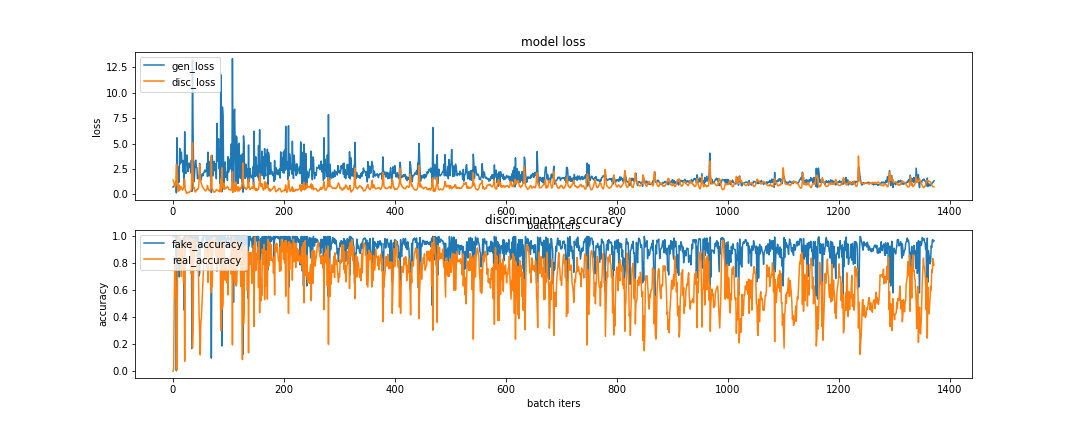 model loss
12.5
10.0
7.5
5.0
2.5
0.0
loss
gen_loss
disc_loss
0 200 400 600 800 1000 1200 1400
batch iters
discriminator accuracy
1.0
0.8
0.6
0.4
0.2
0.0
accuracy
fake_accuracy
real_accuracy
0 200 400 600 800 1000 1200 1400
batch iters